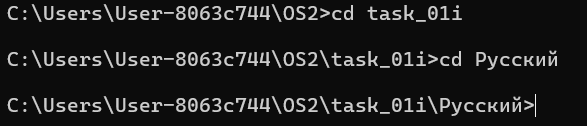 C:\Users\User-8063c744\OS2>cd task_01i
C:\Users\User-8063c744\OS2\task_01i>cd Русский
C:\Users\User-8063c744\OS2\task_01i\Русский>